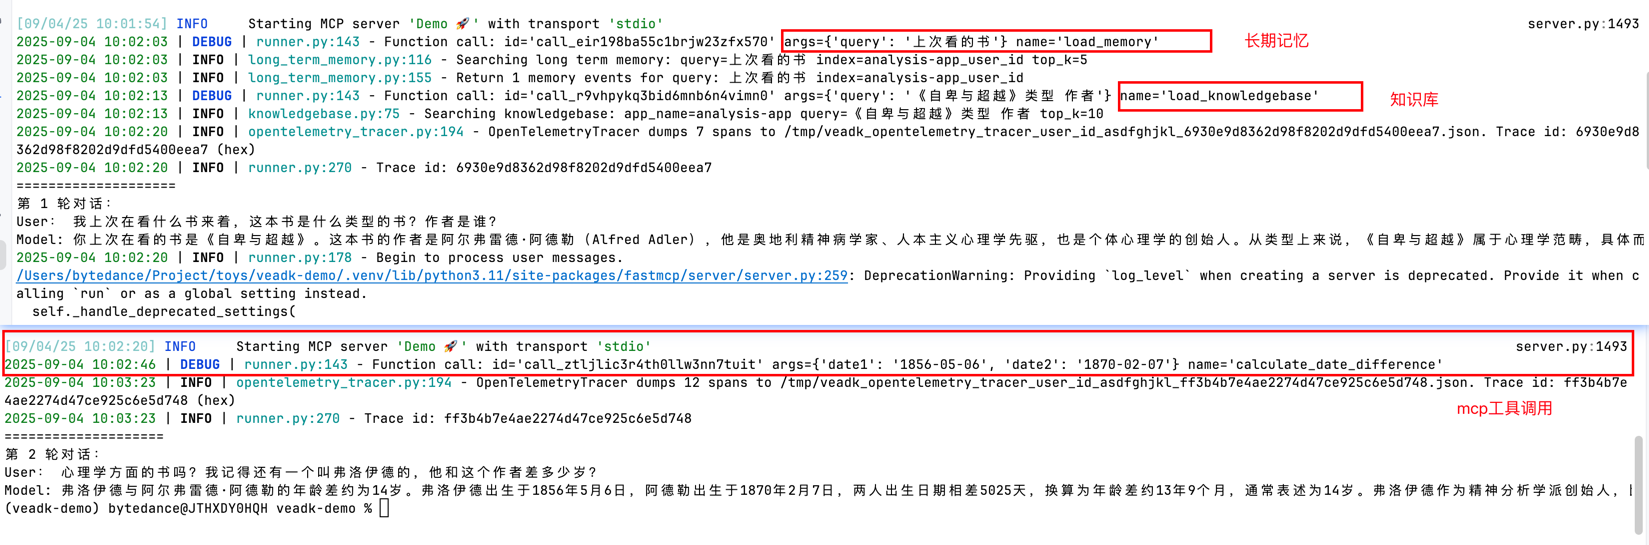 [09/04/25 10:01:54] INFO Starting MCP server 'Demo 🚀' with transport 'stdio' server.py:1493
2025-09-04 10:02:03 | DEBUG | runner.py:143 - Function call: id='call_eir198ba55c1brjw23zfx570' args={'query': '上次看的书'} name='load_memory' 长期记忆
2025-09-04 10:02:03 | INFO | long_term_memory.py:116 - Searching long term memory: query=上次看的书 index=analysis-app_user_id top_k=5
2025-09-04 10:02:03 | INFO | long_term_memory.py:155 - Return 1 memory events for query: 上次看的书 index=analysis-app_user_id
2025-09-04 10:02:13 | DEBUG | runner.py:143 - Function call: id='call_r9vhpykq3bid6mnb6n4vimn0' args={'query': '《自卑与超越》类型 作者'} name='load_knowledgebase' 知识库
2025-09-04 10:02:13 | INFO | knowledgebase.py:75 - Searching knowledgebase: app_name=analysis-app query=《自卑与超越》类型 作者 top_k=10
2025-09-04 10:02:20 | INFO | opentelemetry_tracer.py:194 - OpenTelemetryTracer dumps 7 spans to /tmp/veadk_opentelemetry_tracer_user_id_asdfghjkl_6930e9d8362d98f8202d9dfd5400eea7.json. Trace id: 6930e9d8
362d98f8202d9dfd5400eea7 (hex)
2025-09-04 10:02:20 | INFO | runner.py:270 - Trace id: 6930e9d8362d98f8202d9dfd5400eea7
====================
第 1 轮对话:
User: 我上次在看什么书来着，这本书是什么类型的书？作者是谁？
Model: 你上次在看的书是《自卑与超越》。这本书的作者是阿尔弗雷德·阿德勒 (Alfred Adler) ，他是奥地利精神病学家、人本主义心理学先驱，也是个体心理学的创始人。从类型上来说，《自卑与超越》属于心理学范畴，具体而
2025-09-04 10:02:20 | INFO | runner.py:178 - Begin to process user messages.
/Users/bytedance/Project/toys/veadk-demo/.venv/lib/python3.11/site-packages/fastmcp/server/server.py:259: DeprecationWarning: Providing `log_level` when creating a server is deprecated. Provide it when c
alling `run` or as a global setting instead.
self._handle_deprecated_settings(
[09/04/25 10:02:20] INFO Starting MCP server 'Demo 🚀' with transport 'stdio' server.py:1493
2025-09-04 10:02:46 | DEBUG | runner.py:143 - Function call: id='call_ztljlic3r4th0llw3nn7tuit' args={'date1': '1856-05-06', 'date2': '1870-02-07'} name='calculate_date_difference'
2025-09-04 10:03:23 | INFO | opentelemetry_tracer.py:194 - OpenTelemetryTracer dumps 12 spans to /tmp/veadk_opentelemetry_tracer_user_id_asdfghjkl_ff3b4b7e4ae2274d47ce925c6e5d748.json. Trace id: ff3b4b7e
4ae2274d47ce925c6e5d748 (hex)
mcp工具调用
2025-09-04 10:03:23 | INFO | runner.py:270 - Trace id: ff3b4b7e4ae2274d47ce925c6e5d748
====================
第 2 轮对话:
User: 心理学方面的书吗？我记得还有一个叫弗洛伊德的，他和这个作者差多少岁？
Model: 弗洛伊德与阿尔弗雷德·阿德勒的年龄差约为14岁。弗洛伊德出生于1856年5月6日，阿德勒出生于1870年2月7日，两人出生日期相差5025天，换算为年龄差约13年9个月，通常表述为14岁。弗洛伊德作为精神分析学派创始人，
(veadk-demo) bytedance@JTHXDY0HQH veadk-demo %